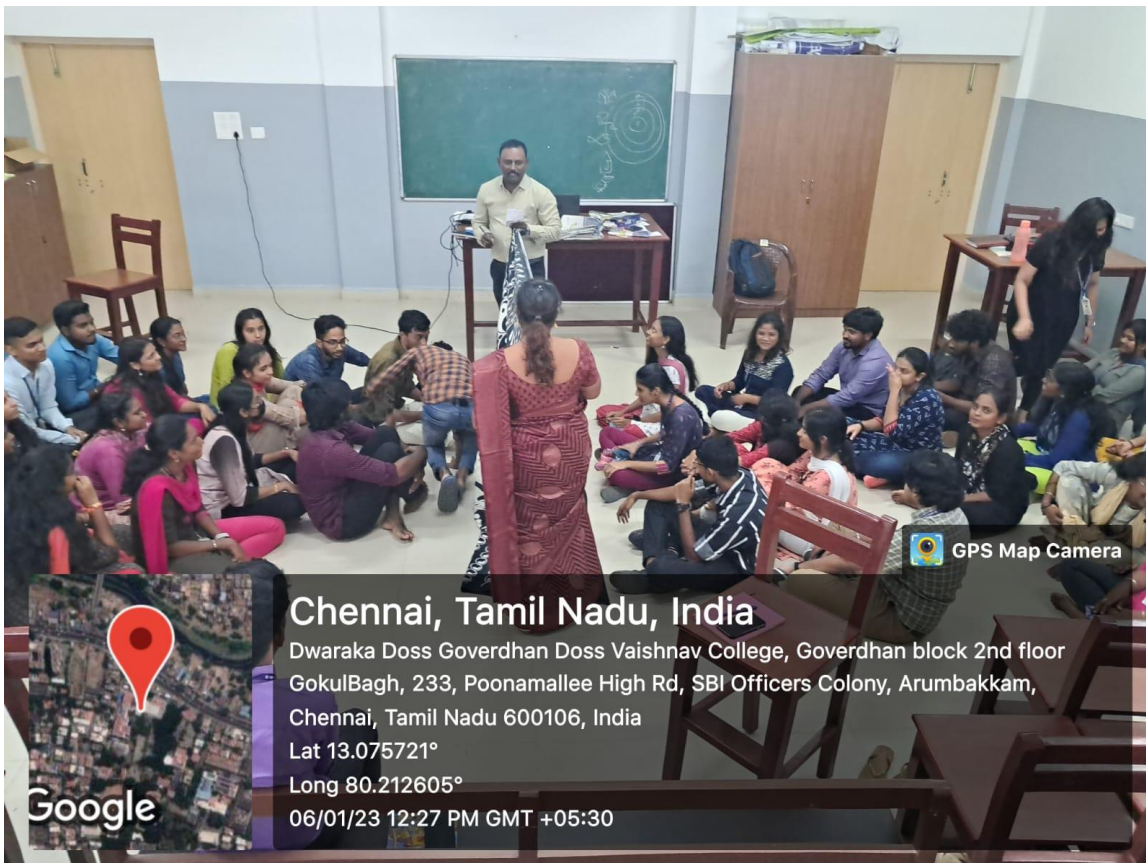 GPS Map Camera
Chennai, Tamil Nadu, India
Dwaraka Doss Goverdhan Doss Vaishnav College, Goverdhan block 2nd floor
GokulBagh, 233, Poonamallee High Rd, SBI Officers Colony, Arumbakkam,
Chennai, Tamil Nadu 600106, India
Lat 13.075721°
Long 80.212605°
06/01/23 12:27 PM GMT +05:30
Google